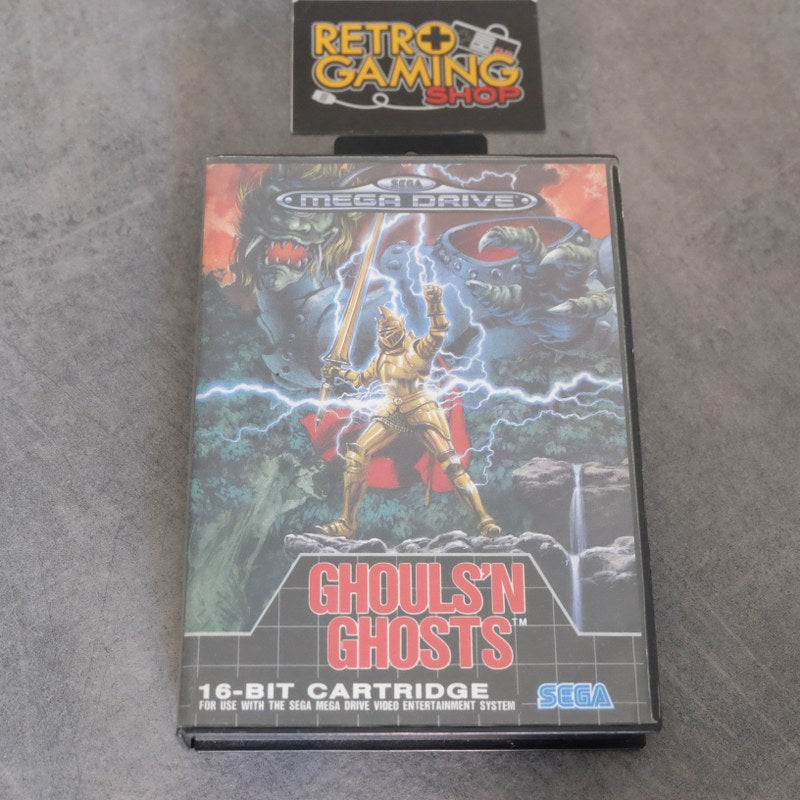 RETRO
GAMING
SHOP
SEGA
MEGA DRIVE
GHOULS'N
GHOSTS™
16-BIT CARTRIDGE
FOR USE WITH THE SEGA MEGA DRIVE VIDEO ENTERTAINMENT SYSTEM
SEGA